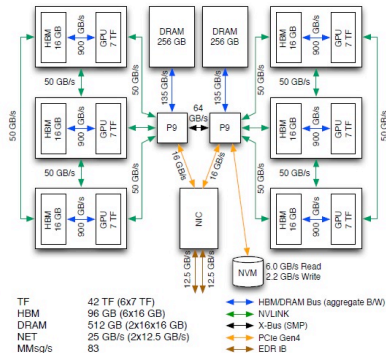 HBM
16 GB
900 GB/s
GPU
7 TF
DRAM
256 GB
DRAM
256 GB
HBM
16 GB
900 GB/s
GPU
7 TF
50 GB/s
50 GB/s
50 GB/s
135 GB/s
135 GB/s
50 GB/s
50 GB/s
50 GB/s
64
GB/s
HBM
16 GB
900 GB/s
GPU
7 TF
P9
P9
HBM
16 GB
900 GB/s
GPU
7 TF
50 GB/s
50 GB/s
16 GB/s
16 GB/s
50 GB/s
50 GB/s
HBM
16 GB
900 GB/s
GPU
7 TF
NIC
HBM
16 GB
900 GB/s
GPU
7 TF
12.5 GB/s
12.5 GB/s
NVM
6.0 GB/s Read
2.2 GB/s Write
TF 42 TF (6x7 TF)
HBM 96 GB (6x16 GB)
DRAM 512 GB (2x16x16 GB)
NET 25 GB/s (2x12.5 GB/s)
MMsg/s 83
HBM/DRAM Bus (aggregate B/W)
NVLINK
X-Bus (SMP)
PCIe Gen4
EDR IB